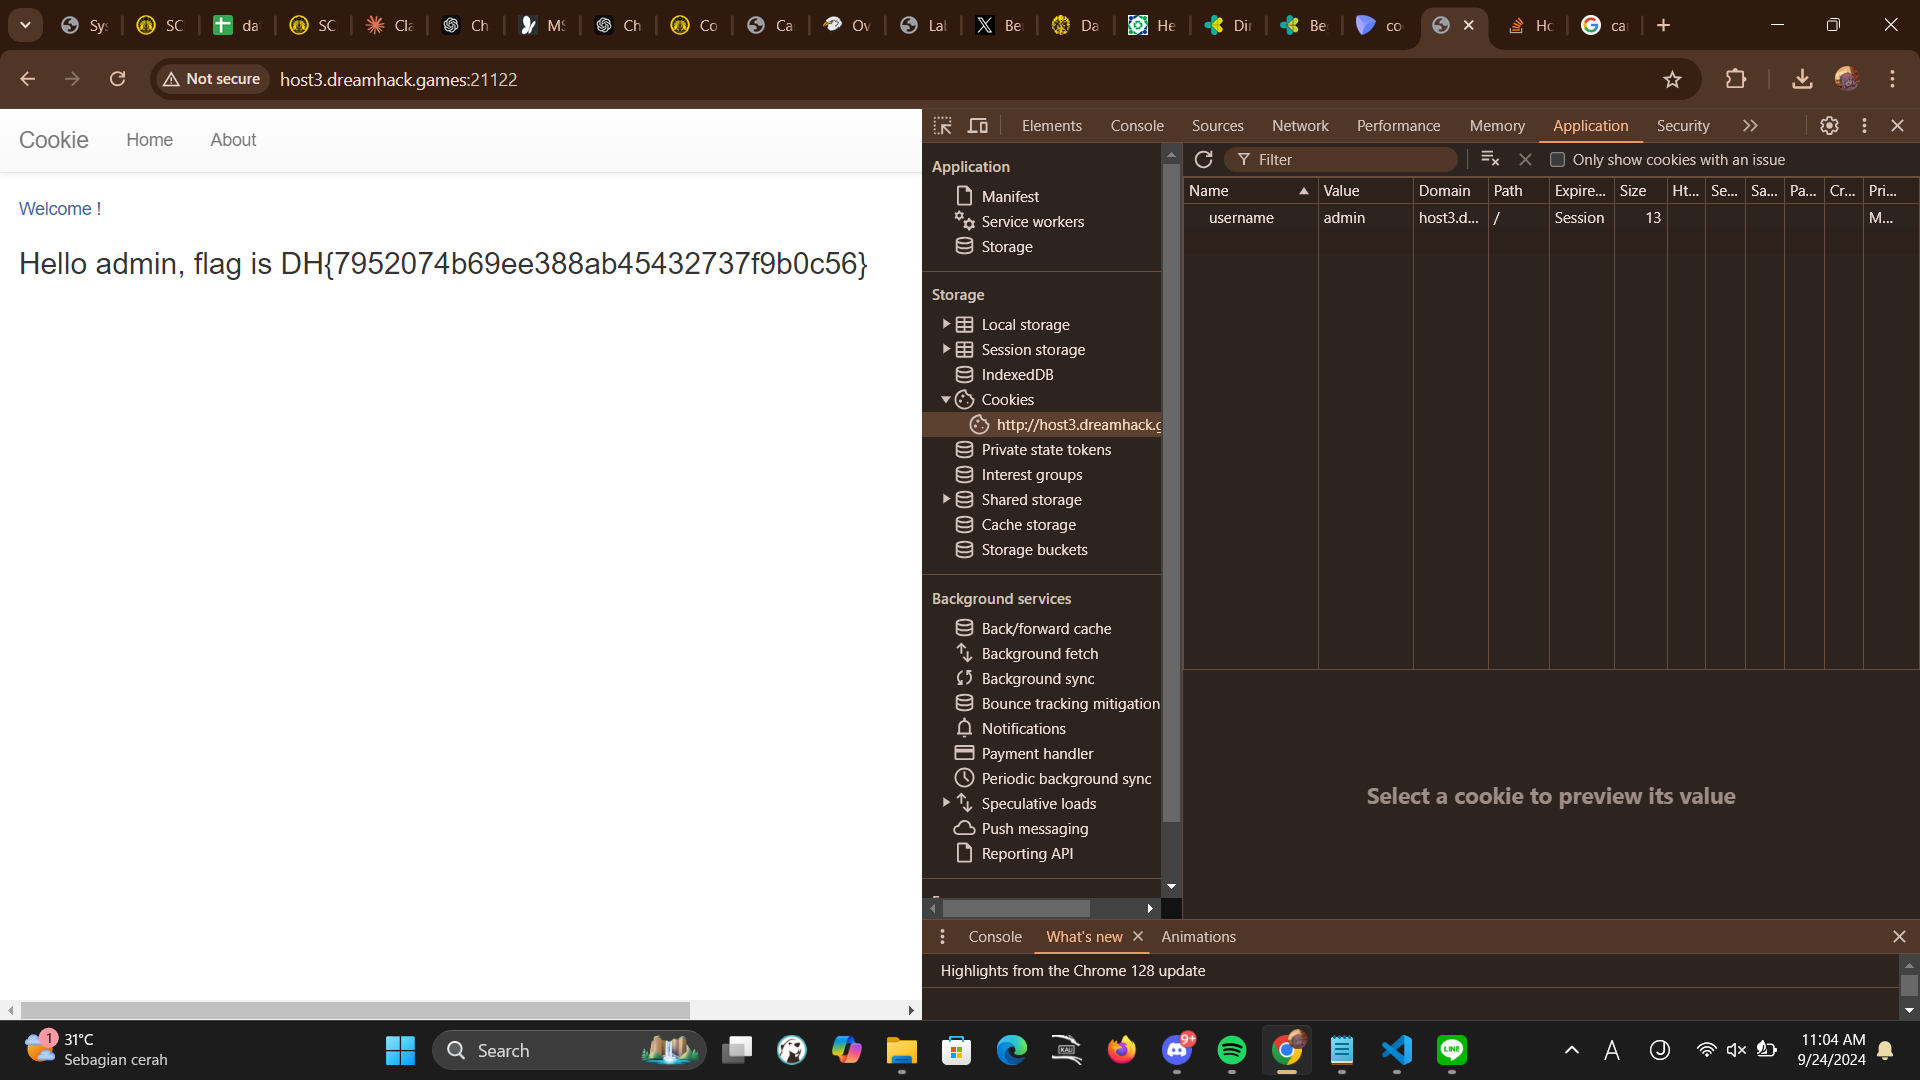 Sys
SC
da
SC
Cla
Ch
MS
Ch
Co
Ca
Ov
Lal
Be
Da
He
Dir
Be
co
Ho
ca
Not secure
host3.dreamhack.games:21122
Cookie
Home
About
Welcome !
Hello admin, flag is DH{7952074b69ee388ab45432737f9b0c56}
Elements
Console
Sources
Network
Performance
Memory
Application
Security
Filter
Only show cookies with an issue
Application
Manifest
Service workers
Storage
Storage
Local storage
Session storage
IndexedDB
Cookies
http://host3.dreamhack.g
Private state tokens
Interest groups
Shared storage
Cache storage
Storage buckets
Background services
Back/forward cache
Background fetch
Background sync
Bounce tracking mitigation
Notifications
Payment handler
Periodic background sync
Speculative loads
Push messaging
Reporting API
Name Value Domain Path Expire... Size Ht... Se... Sa... Pa... Cr... Pri...
username admin host3.d... / Session 13 M...
Select a cookie to preview its value
Console
What's new
Animations
Highlights from the Chrome 128 update
1
31°C
Sebagian cerah
Search
KALI
9+
LINE
A
11:04 AM
9/24/2024